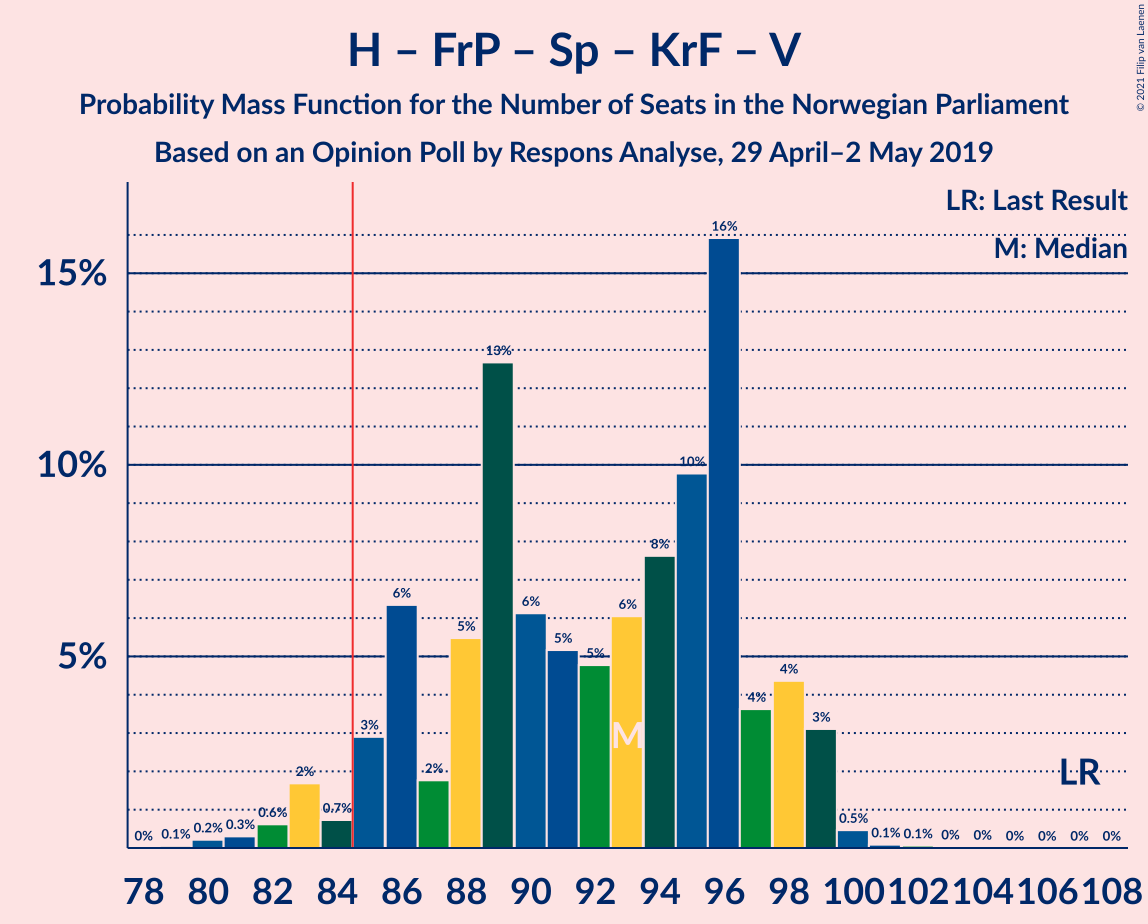 H – FrP – Sp – KrF – V
Probability Mass Function for the Number of Seats in the Norwegian Parliament
Based on an Opinion Poll by Respons Analyse, 29 April–2 May 2019
© 2021 Filip van Laenen
LR: Last Result
M: Median
15%
10%
5%
0% 0.1% 0.2% 0.3% 0.6% 2% 0.7% 3% 6% 2% 5% 13% 6% 5% 5% 6% 8% 10% 16% 4% 4% 3% 0.5% 0.1% 0.1% 0% 0% 0% 0% 0% 0%
M
LR
78 80 82 84 86 88 90 92 94 96 98 100 102 104 106 108